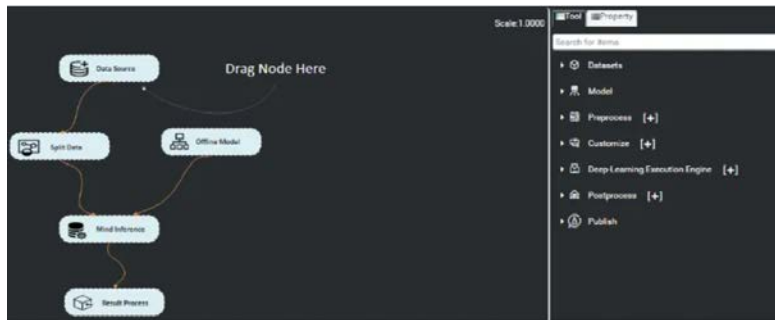 Scale:1.0000
Data Source
Drag Node Here
Split Data
Offline Model
Mind Inference
Result Process
Tool
Property
Search for items
Datasets
Model
Preprocess [+]
Customize [+]
Deep-Learning Execution Engine [+]
Postprocess [+]
Publish